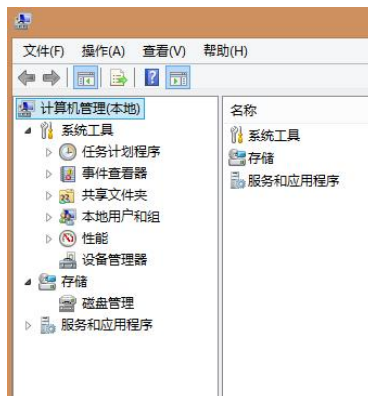 文件(F) 操作(A) 查看(V) 帮助(H)
计算机管理(本地)
系统工具
任务计划程序
事件查看器
共享文件夹
本地用户和组
性能
设备管理器
存储
磁盘管理
服务和应用程序
名称
系统工具
存储
服务和应用程序